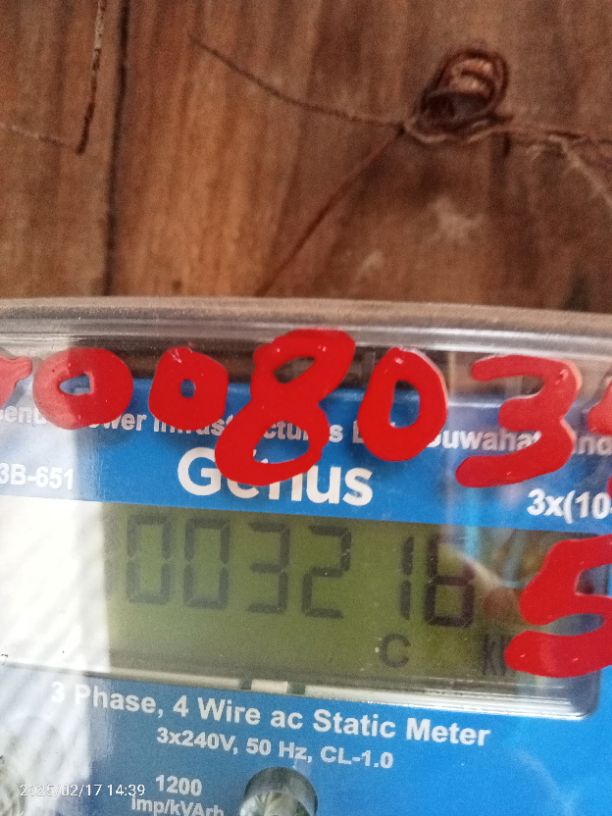 008035
Genus
3B-651
3x(10-
003216
C
3 Phase, 4 Wire ac Static Meter
3x240V, 50 Hz, CL-1.0
1200
imp/kVArh
2025/02/17 14:39